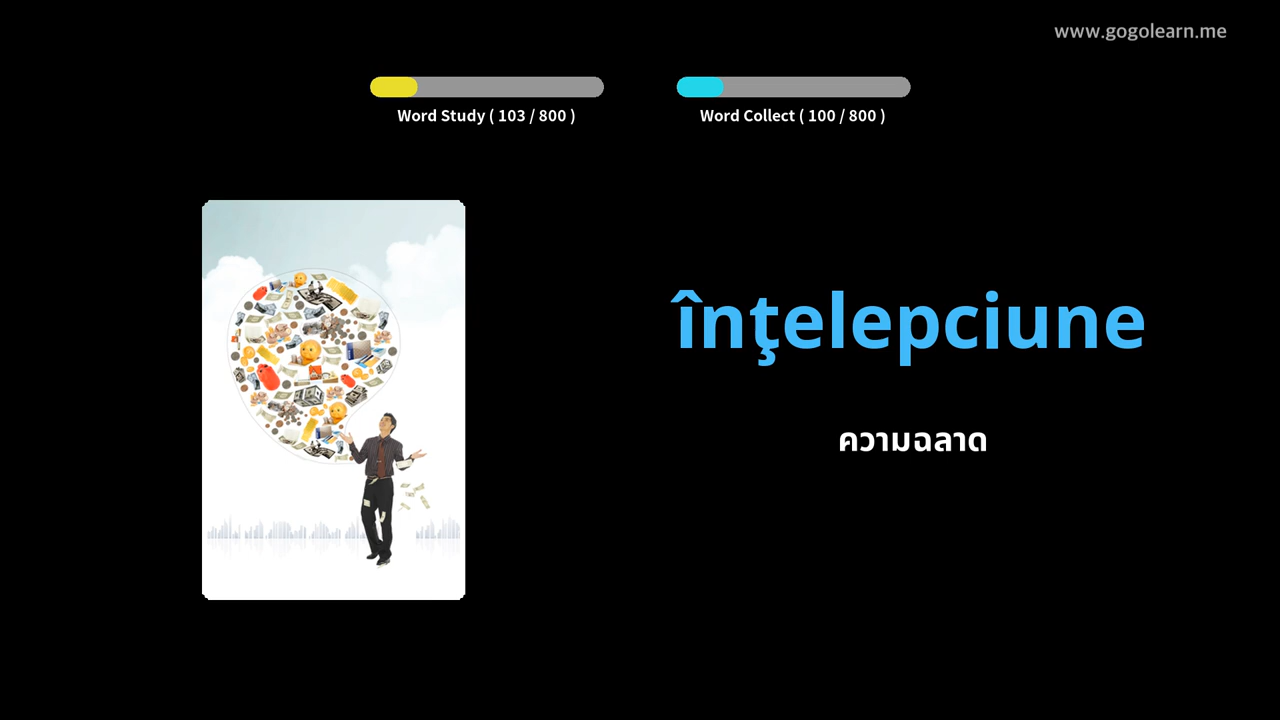 www.gogolearn.me
Word Study ( 103 / 800 )
Word Collect ( 100 / 800 )
înţelepciune
ความฉลาด